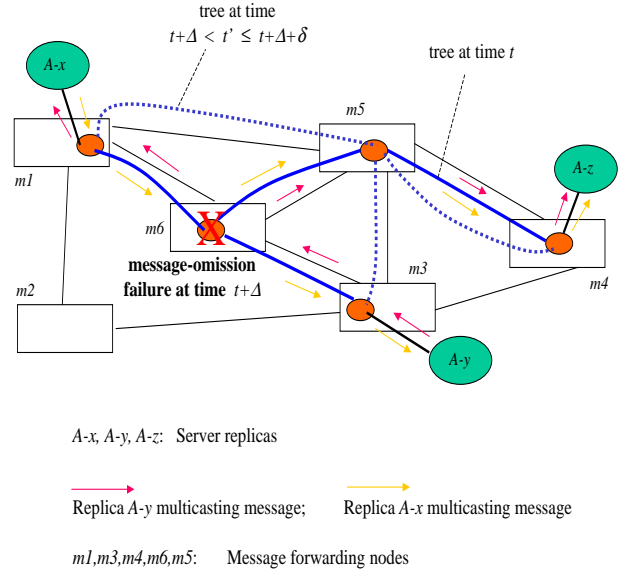 tree at time
t+Δ < t' ≤ t+Δ+δ
tree at time t
A-x
m5
A-z
m1
m6
X
message-omission
failure at time t+Δ
m3
m4
m2
A-y
A-x, A-y, A-z: Server replicas
Replica A-y multicasting message; Replica A-x multicasting message
m1,m3,m4,m6,m5: Message forwarding nodes